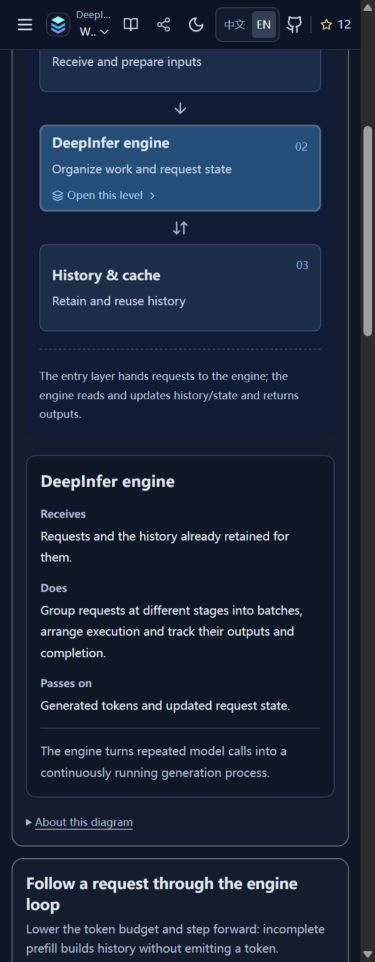 DeepI...
W...
中文
EN
12
Receive and prepare inputs
DeepInfer engine
02
Organize work and request state
Open this level
History & cache
03
Retain and reuse history
The entry layer hands requests to the engine; the
engine reads and updates history/state and returns
outputs.
DeepInfer engine
Receives
Requests and the history already retained for
them.
Does
Group requests at different stages into batches,
arrange execution and track their outputs and
completion.
Passes on
Generated tokens and updated request state.
The engine turns repeated model calls into a
continuously running generation process.
About this diagram
Follow a request through the engine
loop
Lower the token budget and step forward: incomplete
prefill builds history without emitting a token.